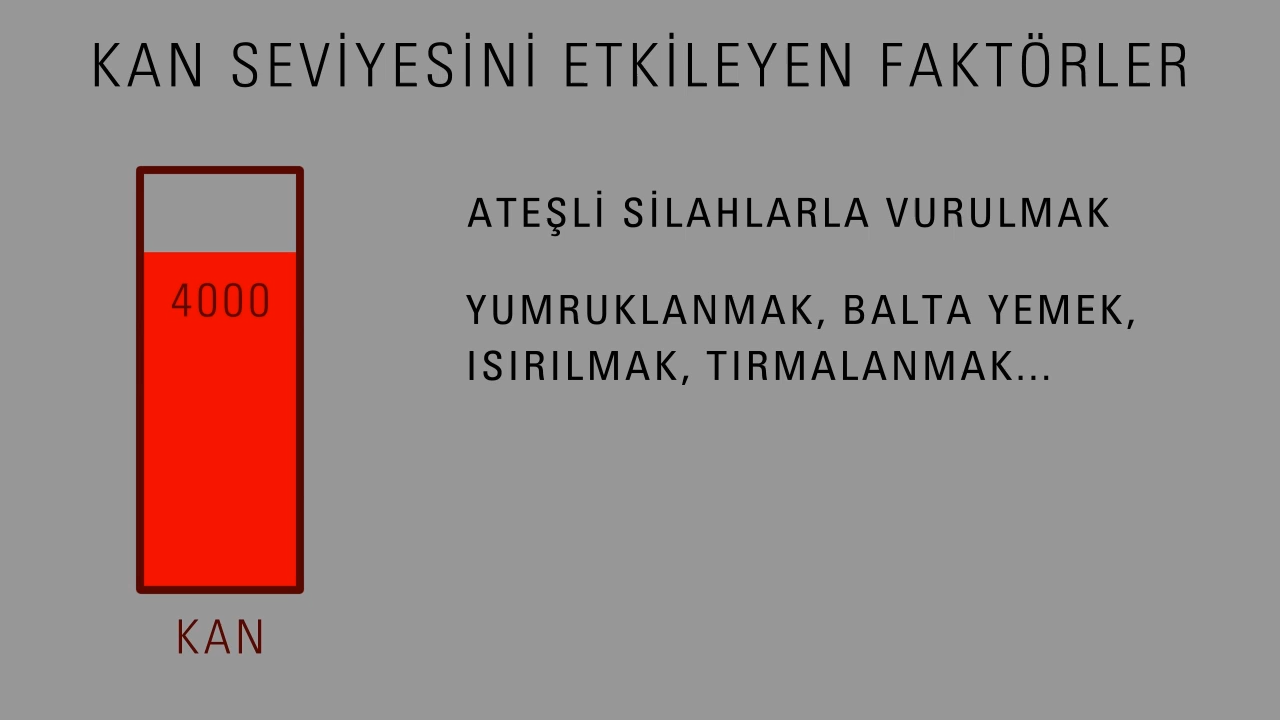 KAN SEVİYESİNİ ETKİLEYEN FAKTÖRLER
ATEŞLİ SİLAHLARLA VURULMAK
YUMRUKLANMAK, BALTA YEMEK,
ISIRILMAK, TIRMALANMAK...
4000
KAN